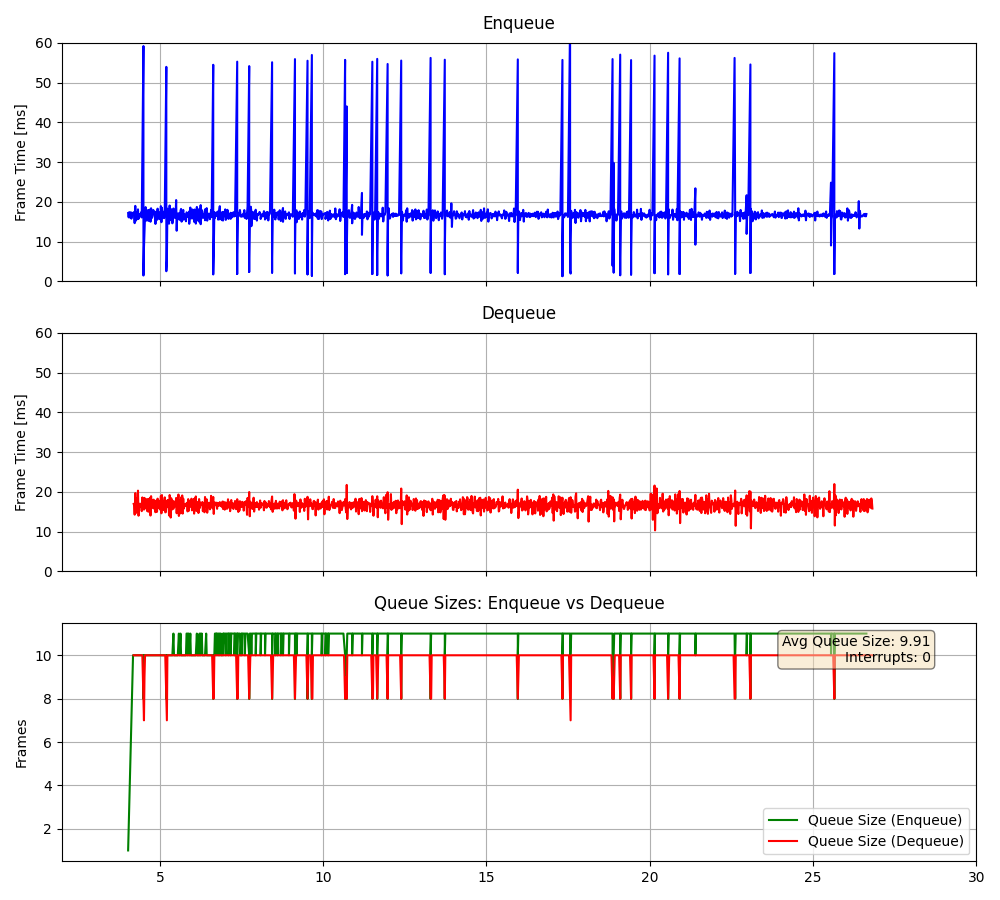 Enqueue
60
50
40
30
20
10
0
Frame Time [ms]
Dequeue
60
50
40
30
20
10
0
Frame Time [ms]
Queue Sizes: Enqueue vs Dequeue
10
8
6
4
2
Frames
Avg Queue Size: 9.91
Interrupts: 0
Queue Size (Enqueue)
Queue Size (Dequeue)
5 10 15 20 25 30